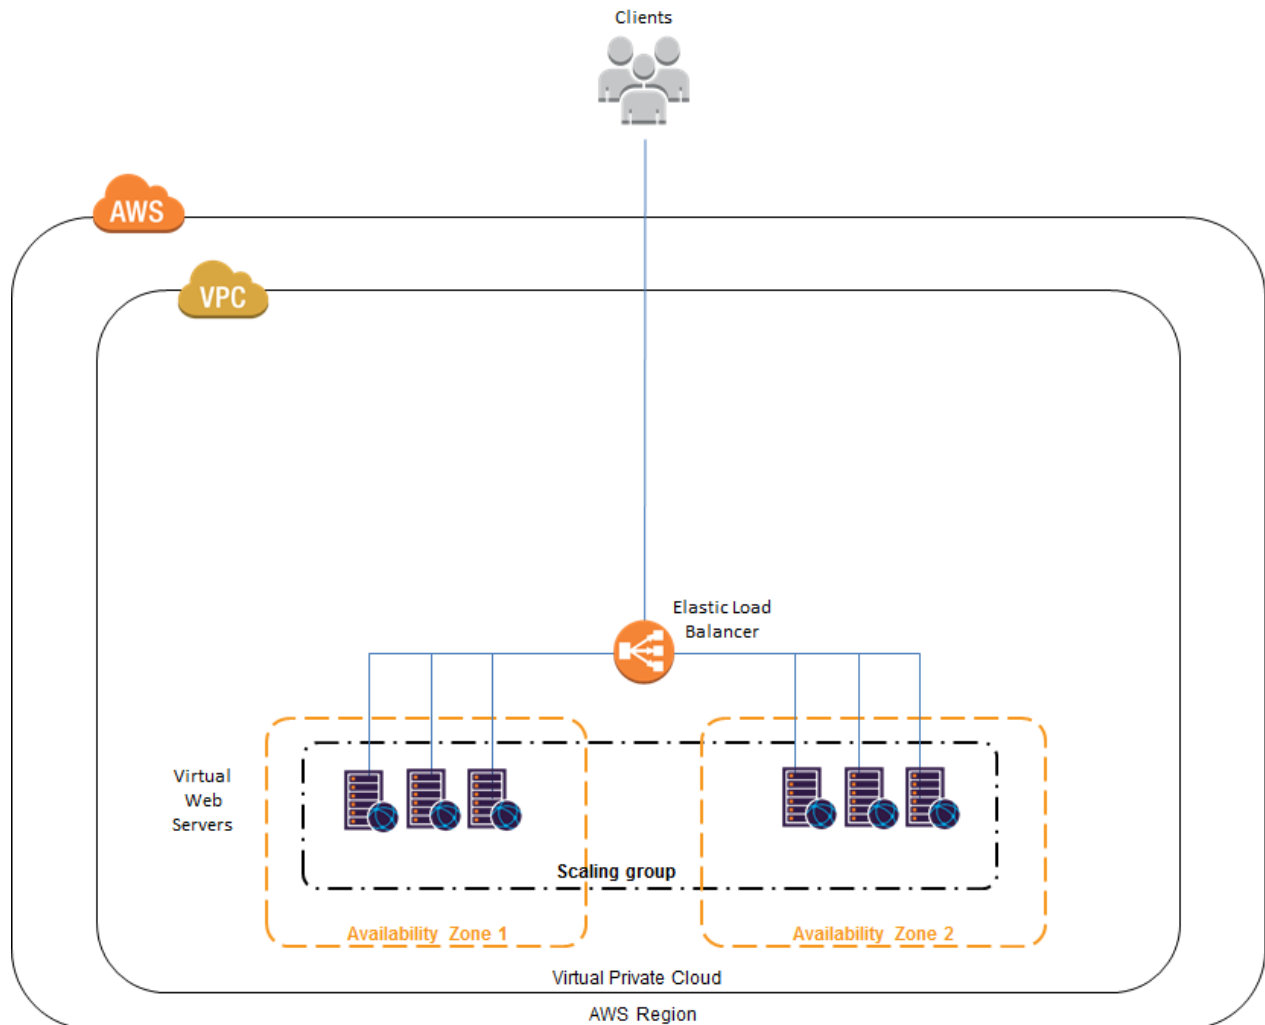 Clients
AWS
VPC
Elastic Load
Balancer
Virtual
Web
Servers
Scaling group
Availability Zone 1
Availability Zone 2
Virtual Private Cloud
AWS Region